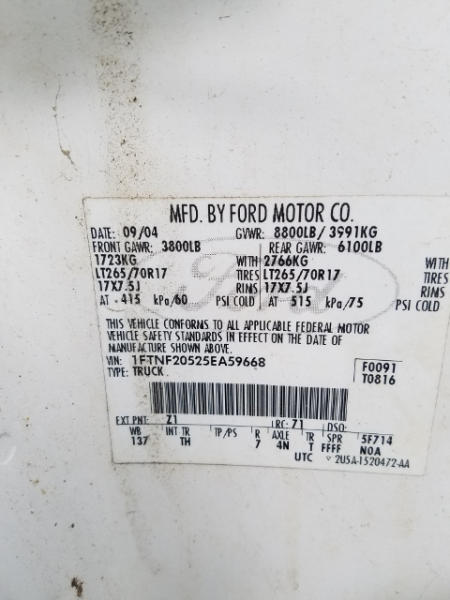 MFD. BY FORD MOTOR CO.
DATE: 09/04 GVWR: 8800LB/ 3991KG
FRONT GAWR: 3800LB REAR GAWR: 6100LB
1723KG WITH 2766KG WITH
LT265/70R17 TIRES LT265/70R17 TIRES
17X7.5J RIMS 17X7.5J RIMS
AT 415 kPa/60 PSI COLD AT 515 kPa/75 PSI COLD
THIS VEHICLE CONFORMS TO ALL APPLICABLE FEDERAL MOTOR
VEHICLE SAFETY STANDARDS IN EFFECT ON THE DATE OF
MANUFACTURE SHOWN ABOVE.
VIN: 1FTNF20525EA59668 F0091
TYPE: TRUCK T0816
EXT PNT: Z1 RC: Z1 DSO:
WB INT TR TP/PS R AXLE TR SPR 5F714
137 TH 7 4N T FFFF N0A
UTC 2U5A-1520472-AA
Ford